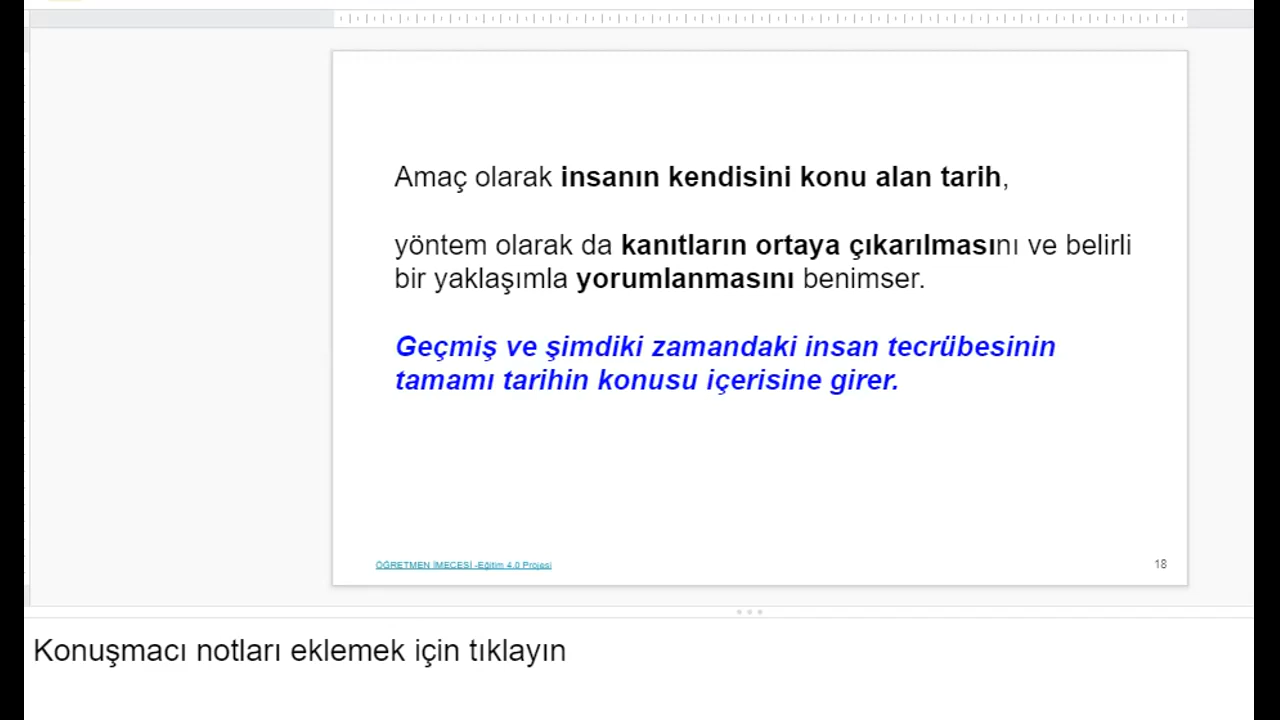 Amaç olarak insanın kendisini konu alan tarih,
yöntem olarak da kanıtların ortaya çıkarılmasını ve belirli
bir yaklaşımla yorumlanmasını benimser.
Geçmiş ve şimdiki zamandaki insan tecrübesinin
tamamı tarihin konusu içerisine girer.
ÖĞRETMEN İMECESİ -Eğitim 4.0 Projesi
18
Konuşmacı notları eklemek için tıklayın